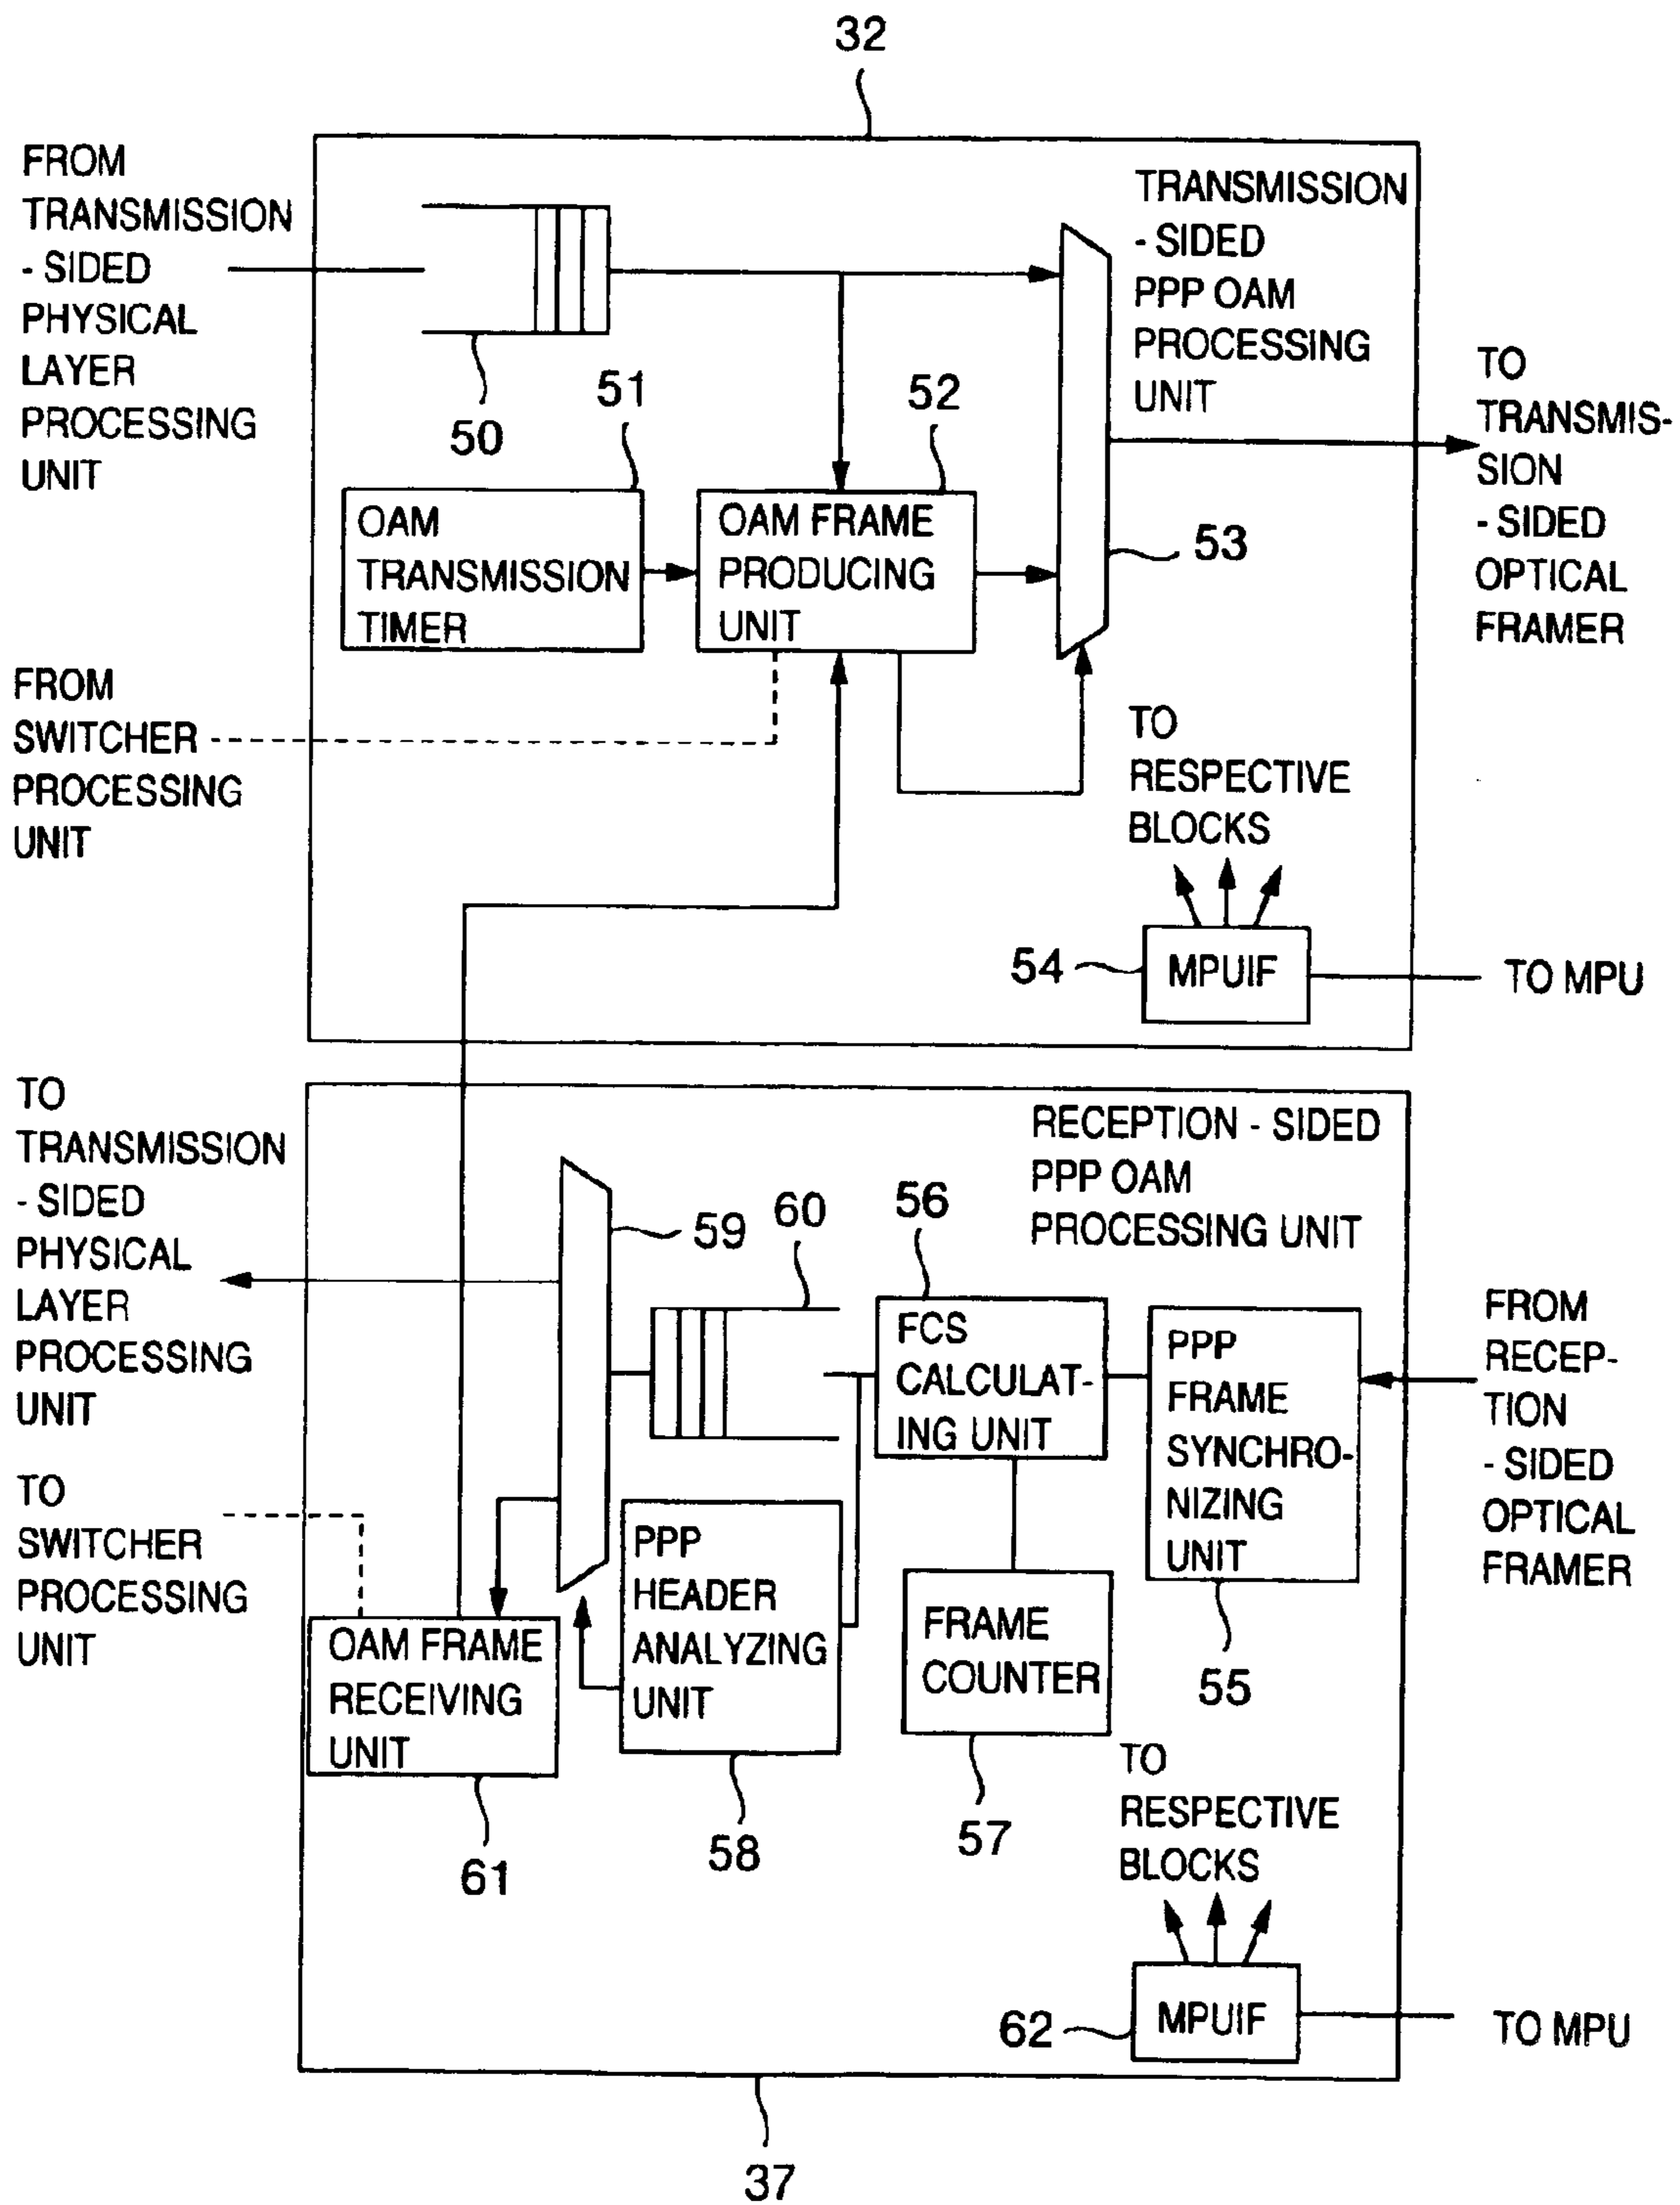 32
FROM
TRANSMISSION
- SIDED
PHYSICAL
LAYER
PROCESSING
UNIT
TRANSMISSION
- SIDED
PPP OAM
PROCESSING
UNIT
50
51
52
53
TO
TRANSMIS-
SION
- SIDED
OPTICAL
FRAMER
OAM
TRANSMISSION
TIMER
OAM FRAME
PRODUCING
UNIT
FROM
SWITCHER
PROCESSING
UNIT
TO
RESPECTIVE
BLOCKS
54
MPUIF
TO MPU
TO
TRANSMISSION
- SIDED
PHYSICAL
LAYER
PROCESSING
UNIT
RECEPTION - SIDED
PPP OAM
PROCESSING UNIT
59
60
56
FCS
CALCULAT-
ING UNIT
PPP
FRAME
SYNCHRO-
NIZING
UNIT
55
FROM
RECEP-
TION
- SIDED
OPTICAL
FRAMER
TO
SWITCHER
PROCESSING
UNIT
OAM FRAME
RECEIVING
UNIT
61
PPP
HEADER
ANALYZING
UNIT
58
FRAME
COUNTER
57
TO
RESPECTIVE
BLOCKS
62
MPUIF
TO MPU
37